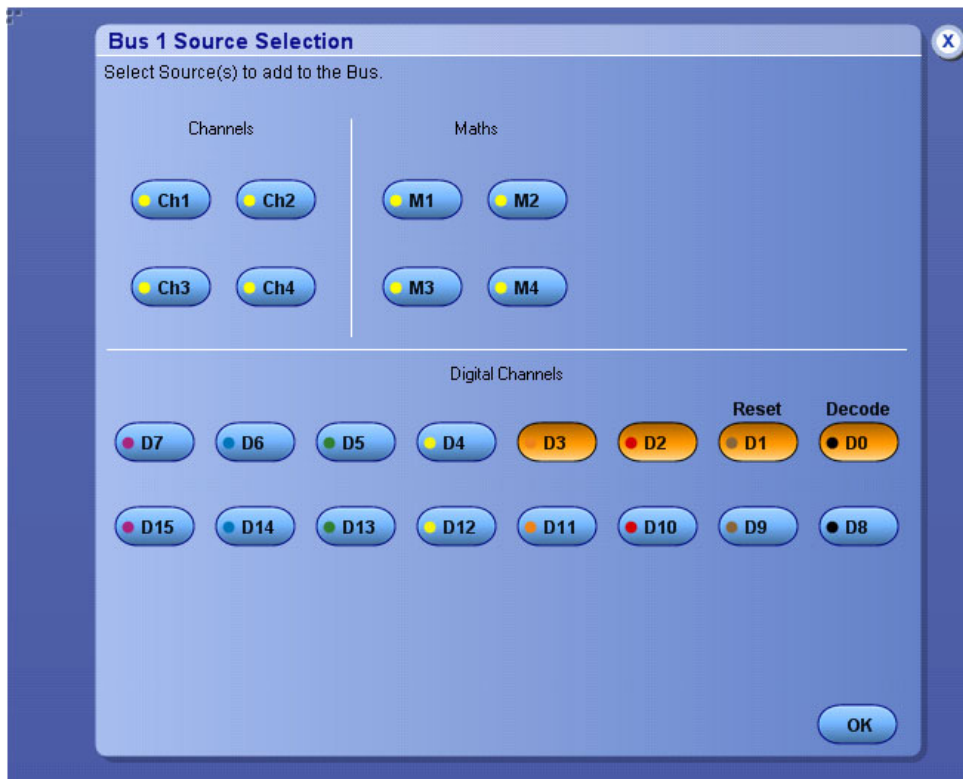 Bus 1 Source Selection
X
Select Source(s) to add to the Bus.
Channels
Maths
Ch1 Ch2 M1 M2
Ch3 Ch4 M3 M4
Digital Channels
Reset Decode
D7 D6 D5 D4 D3 D2 D1 D0
D15 D14 D13 D12 D11 D10 D9 D8
OK